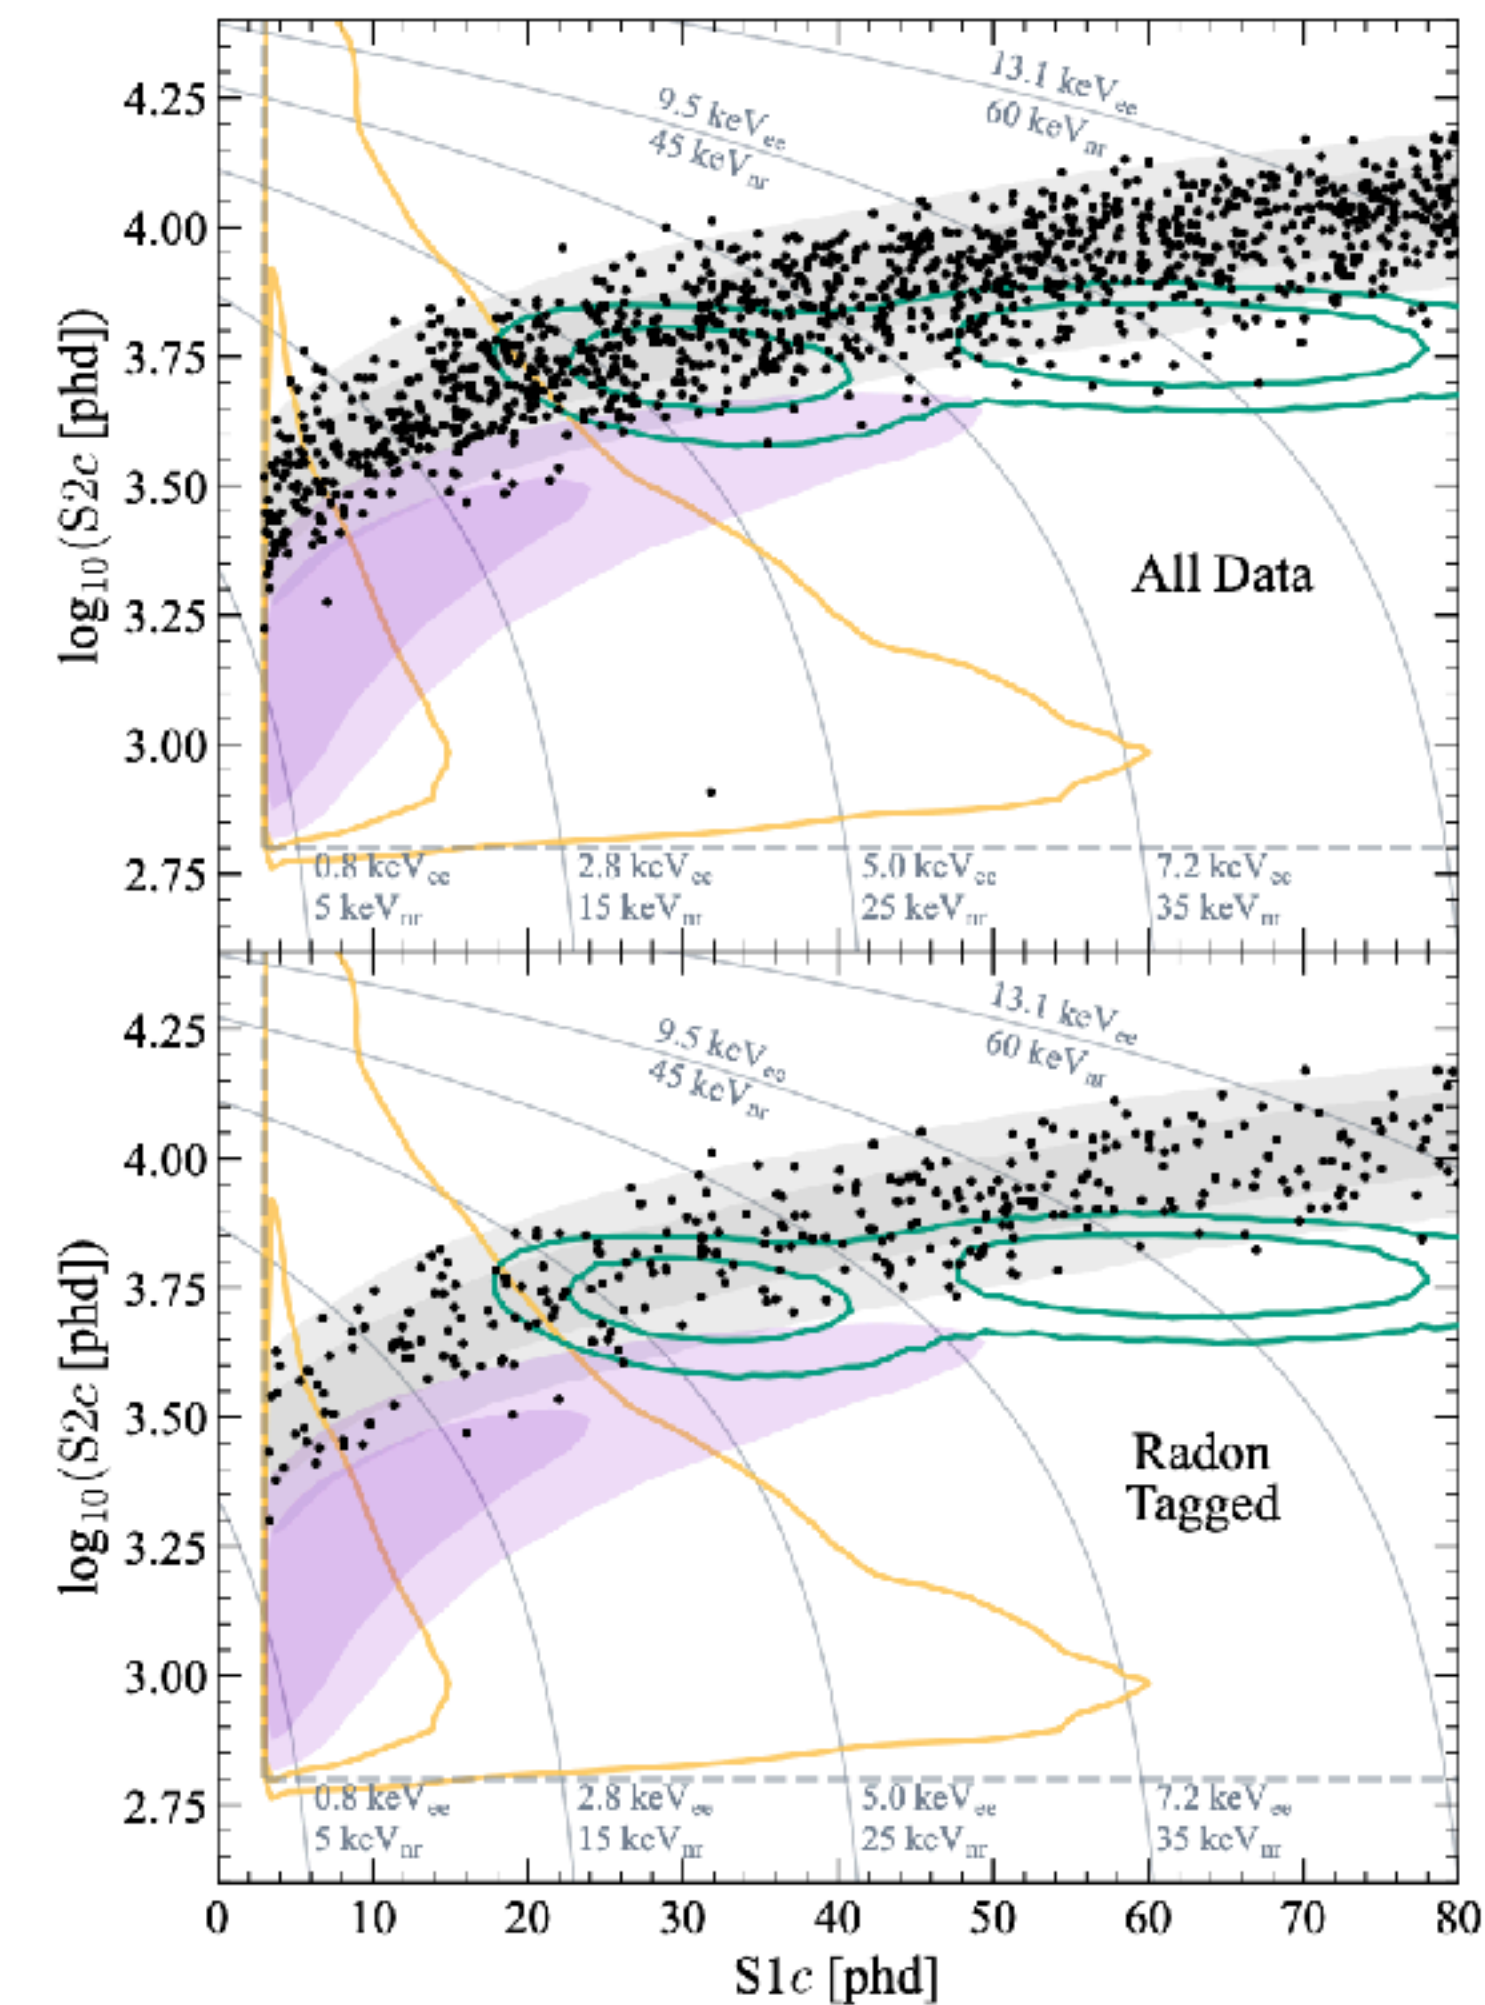 4.25
4.00
3.75
3.50
3.25
3.00
2.75
log₁₀(S2c [phd])
9.5 keVₑₑ
45 keVₙᵣ
13.1 keVₑₑ
60 keVₙᵣ
All Data
0.8 keVₑₑ
5 keVₙᵣ
2.8 keVₑₑ
15 keVₙᵣ
5.0 keVₑₑ
25 keVₙᵣ
7.2 keVₑₑ
35 keVₙᵣ
4.25
4.00
3.75
3.50
3.25
3.00
2.75
log₁₀(S2c [phd])
9.5 keVₑₑ
45 keVₙᵣ
13.1 keVₑₑ
60 keVₙᵣ
Radon
Tagged
0.8 keVₑₑ
5 keVₙᵣ
2.8 keVₑₑ
15 keVₙᵣ
5.0 keVₑₑ
25 keVₙᵣ
7.2 keVₑₑ
35 keVₙᵣ
0 10 20 30 40 50 60 70 80
S1c [phd]